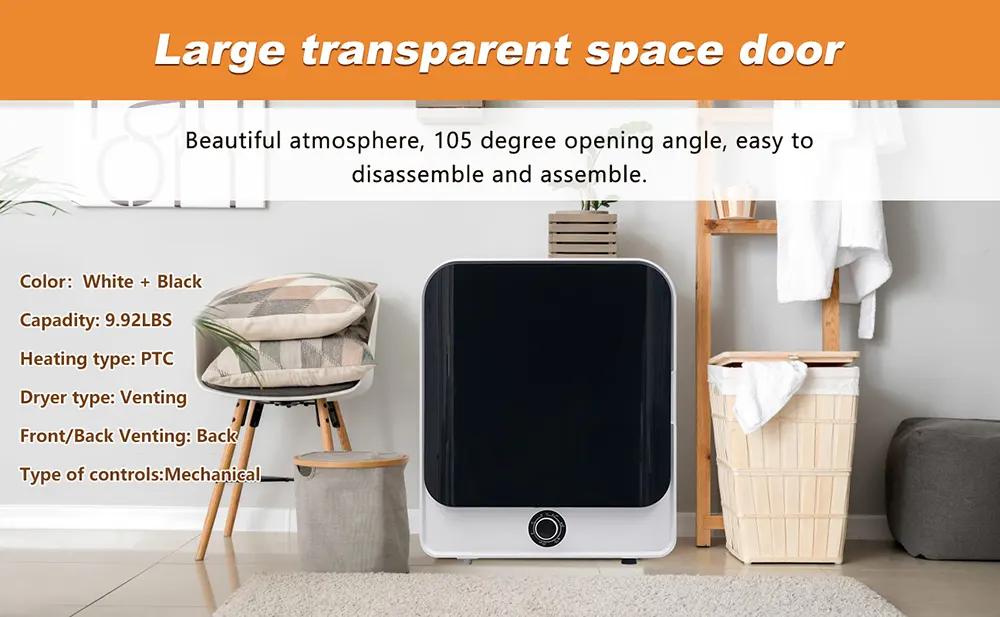 Large transparent space door
Beautiful atmosphere, 105 degree opening angle, easy to
disassemble and assemble.
Color: White + Black
Capadity: 9.92LBS
Heating type: PTC
Dryer type: Venting
Front/Back Venting: Back
Type of controls:Mechanical